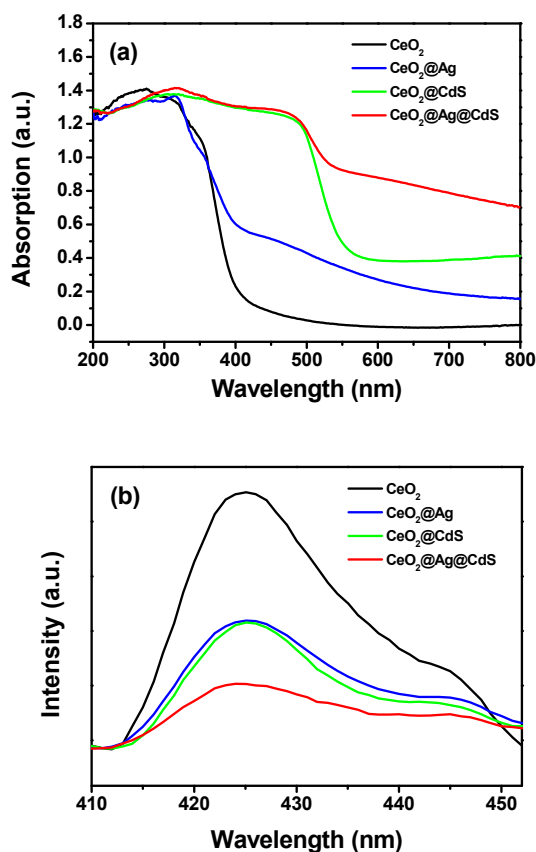 (a)
CeO₂
CeO₂@Ag
CeO₂@CdS
CeO₂@Ag@CdS
Absorption (a.u.)
1.8
1.6
1.4
1.2
1.0
0.8
0.6
0.4
0.2
0.0
200 300 400 500 600 700 800
Wavelength (nm)
(b)
CeO₂
CeO₂@Ag
CeO₂@CdS
CeO₂@Ag@CdS
Intensity (a.u.)
410 420 430 440 450
Wavelength (nm)